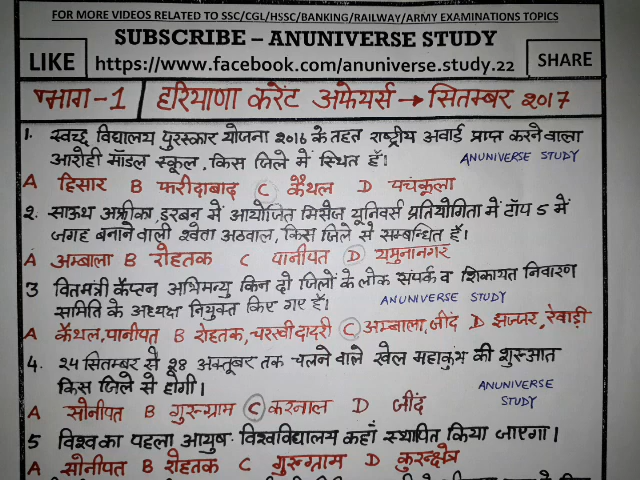 FOR MORE VIDEOS RELATED TO SSC/CGL/HSSC/BANKING/RAILWAY/ARMY EXAMINATIONS TOPICS
SUBSCRIBE – ANUNIVERSE STUDY
LIKE https://www.facebook.com/anuniverse.study.22 SHARE
भाग-1 हरियाणा करेंट अफेयर्स → सितम्बर 2017
1. स्वच्छ विद्यालय पुरस्कार योजना 2016 के तहत राष्ट्रीय अवार्ड प्राप्त करने वाला
आरोही मॉडल स्कूल, किस जिले में स्थित हैं। ANUNIVERSE STUDY
A हिसार B फरीदाबाद C कैथल D पचंकूला
2. साऊथ अफ्रीका, डरबन में आयोजित मिसेज यूनिवर्स प्रतियोगिता में टॉप 5 में
जगह बनाने वाली श्वेता अठवाल, किस जिले से सम्बन्धित हैं।
A अम्बाला B रोहतक C पानीपत D यमुनानगर
3 वितमंत्री कैप्टन अभिमन्यु किन दो जिलों के लोक संपर्क व शिकायत निवारण
समिति के अध्यक्ष नियुक्त किए गए हैं। ANUNIVERSE STUDY
A कैथल, पानीपत B रोहतक, चरखी दादरी C अम्बाला, जींद D झज्जर, रेवाड़ी
4. 24 सितम्बर से 28 अक्तूबर तक चलने वाले खेल महाकुंभ की शुरुआत
किस जिले से होगी। ANUNIVERSE STUDY
A सोनीपत B गुरुग्राम C करनाल D जींद
5 विश्व का पहला आयुष विश्वविद्यालय कहाँ स्थापित किया जाएगा।
A सोनीपत B रोहतक C गुरुग्राम D कुरुक्षेत्र